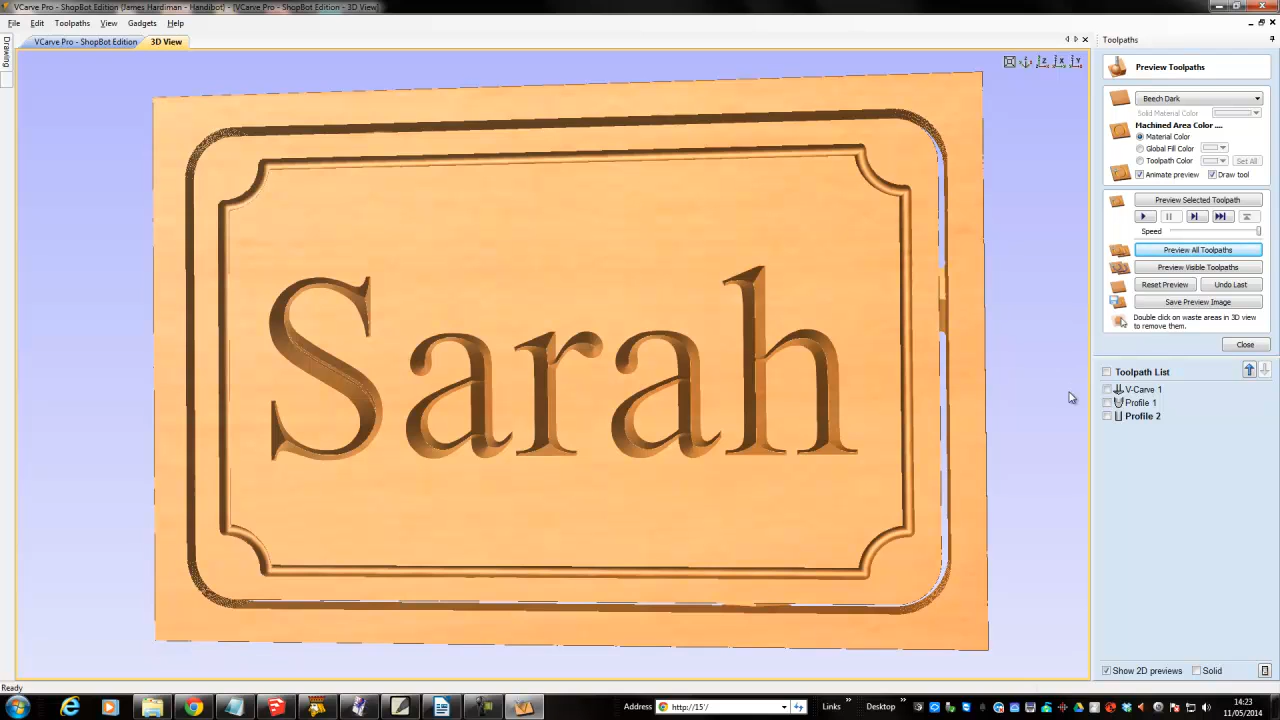 VCarve Pro - ShopBot Edition {James Hardiman - Handibot} - [VCarve Pro - ShopBot Edition - 3D View]
File Edit Toolpaths View Gadgets Help
Drawing
VCarve Pro - ShopBot Edition 3D View
Toolpaths
Preview Toolpaths
Beech Dark
Solid Material Color
Machined Area Color ....
Material Color
Global Fill Color
Toolpath Color Set All
Animate preview Draw tool
Preview Selected Toolpath
Speed
Preview All Toolpaths
Preview Visible Toolpaths
Reset Preview Undo Last
Save Preview Image
Double click on waste areas in 3D view
to remove them.
Close
Toolpath List
V-Carve 1
Profile 1
Profile 2
Sarah
Show 2D previews Solid
Ready
Address http://15'/ Links » Desktop »
14:23
11/05/2014